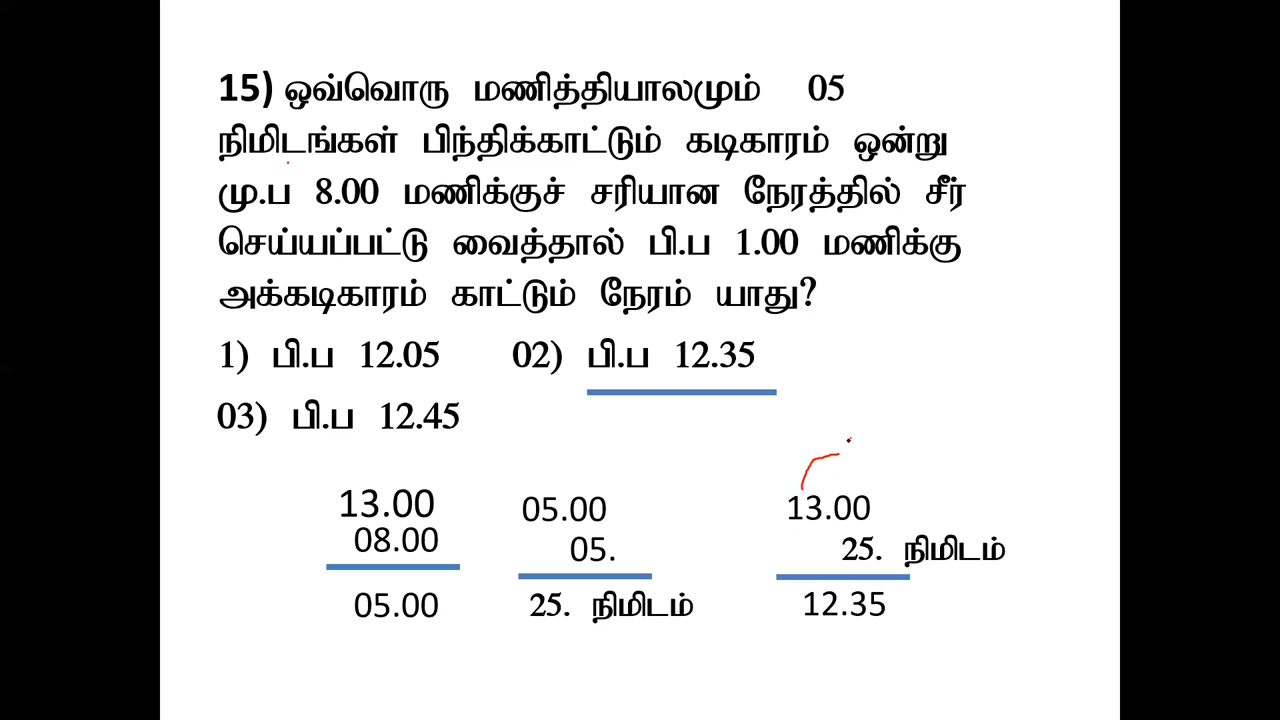 15) ஒவ்வொரு மணித்தியாலமும் 05
நிமிடங்கள் பிந்திக்காட்டும் கடிகாரம் ஒன்று
மு.ப 8.00 மணிக்குச் சரியான நேரத்தில் சீர்
செய்யப்பட்டு வைத்தால் பி.ப 1.00 மணிக்கு
அக்கடிகாரம் காட்டும் நேரம் யாது?
1) பி.ப 12.05 02) பி.ப 12.35
03) பி.ப 12.45
13.00 05.00 13.00
08.00 05. 25. நிமிடம்
05.00 25. நிமிடம் 12.35